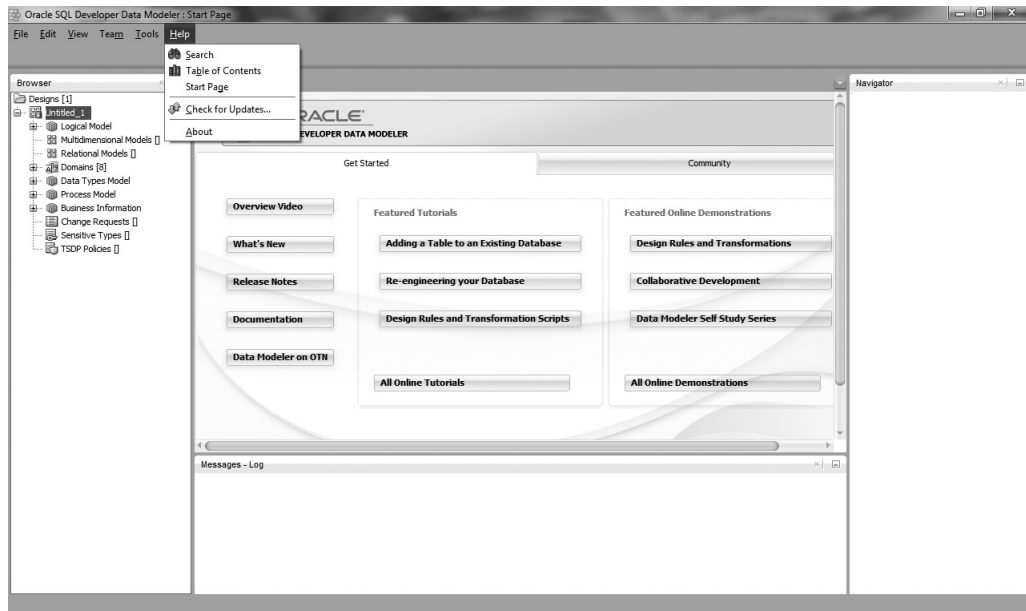 Oracle SQL Developer Data Modeler : Start Page
File Edit View Team Tools Help
Search
Table of Contents
Start Page
Check for Updates...
About
Browser
Designs [1]
Untitled_1
Logical Model
Multidimensional Models []
Relational Models []
Domains [8]
Data Types Model
Process Model
Business Information
Change Requests []
Sensitive Types []
TSDP Policies []
RACLE
EVELOPER DATA MODELER
Get Started
Community
Overview Video
What's New
Release Notes
Documentation
Data Modeler on OTN
Featured Tutorials
Adding a Table to an Existing Database
Re-engineering your Database
Design Rules and Transformation Scripts
All Online Tutorials
Featured Online Demonstrations
Design Rules and Transformations
Collaborative Development
Data Modeler Self Study Series
All Online Demonstrations
Messages - Log
Navigator